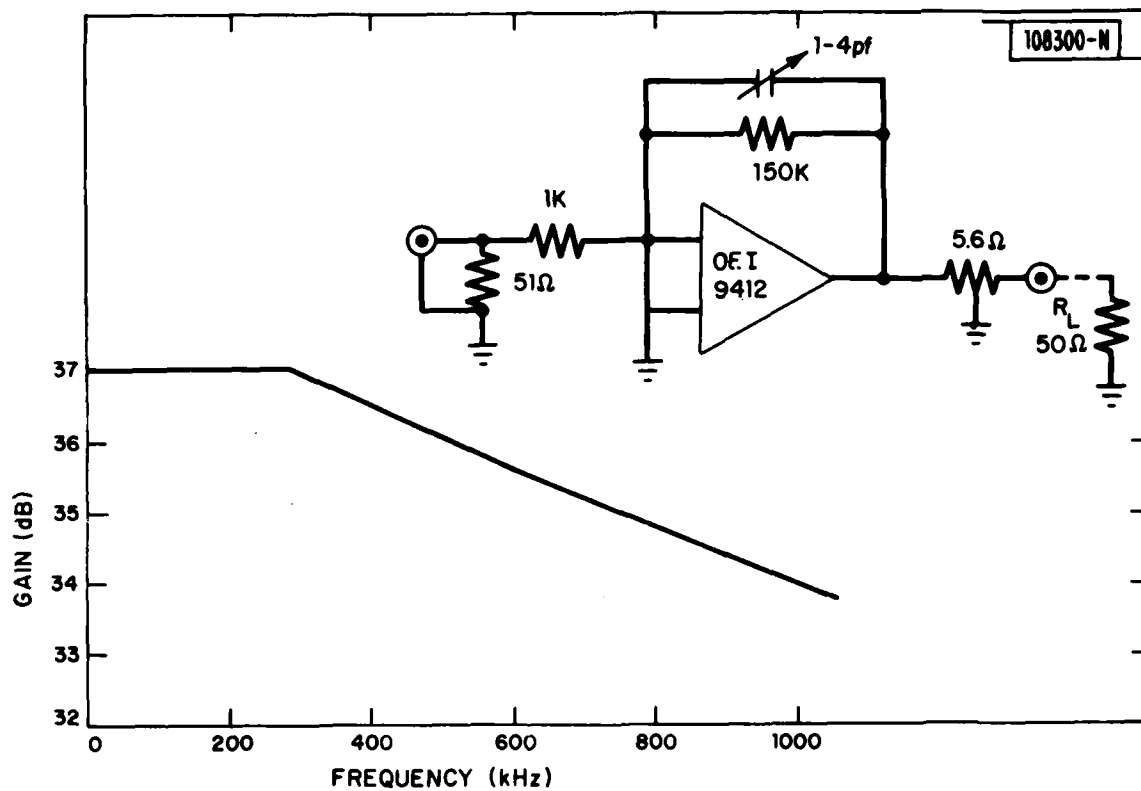 108300-N
1-4pf
150K
1K
51Ω
O.E.I
9412
5.6Ω
R_L
50Ω
37
36
35
34
33
32
GAIN (dB)
0 200 400 600 800 1000
FREQUENCY (kHz)